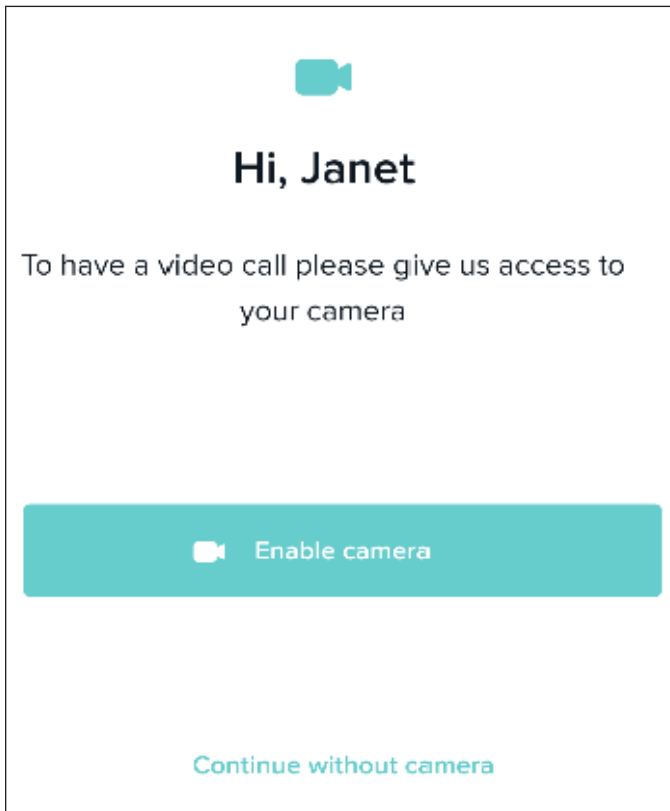 Hi, Janet
To have a video call please give us access to
your camera
Enable camera
Continue without camera